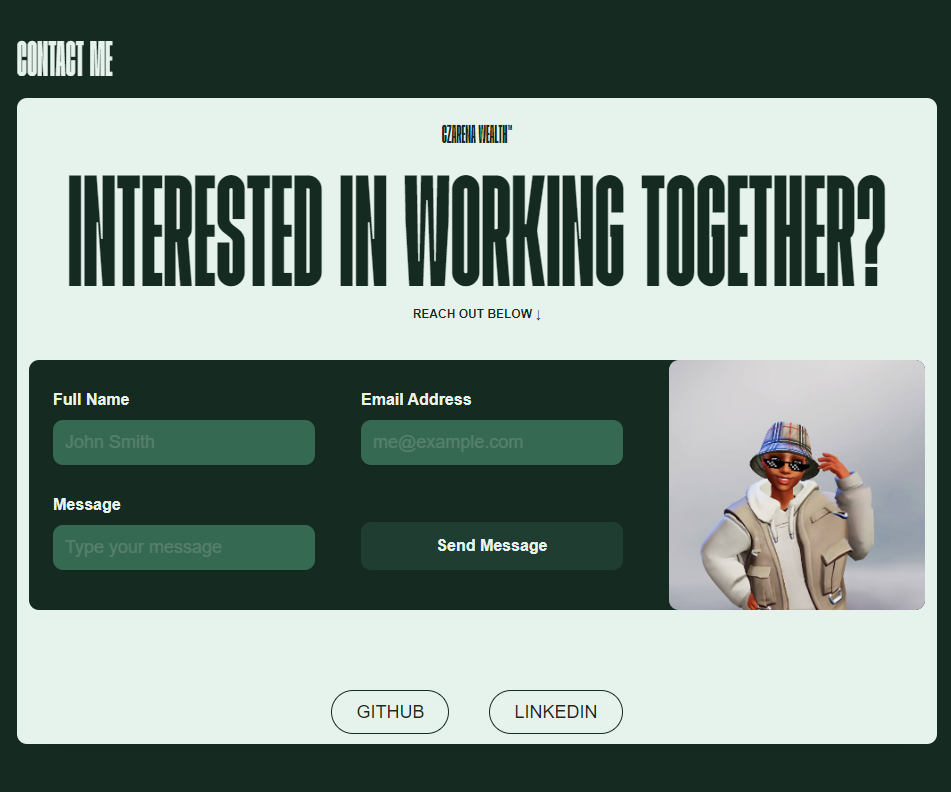 CONTACT ME
CZARENA WEALTH™
INTERESTED IN WORKING TOGETHER?
REACH OUT BELOW ↓
Full Name
Email Address
John Smith
me@example.com
Message
Type your message
Send Message
GITHUB
LINKEDIN